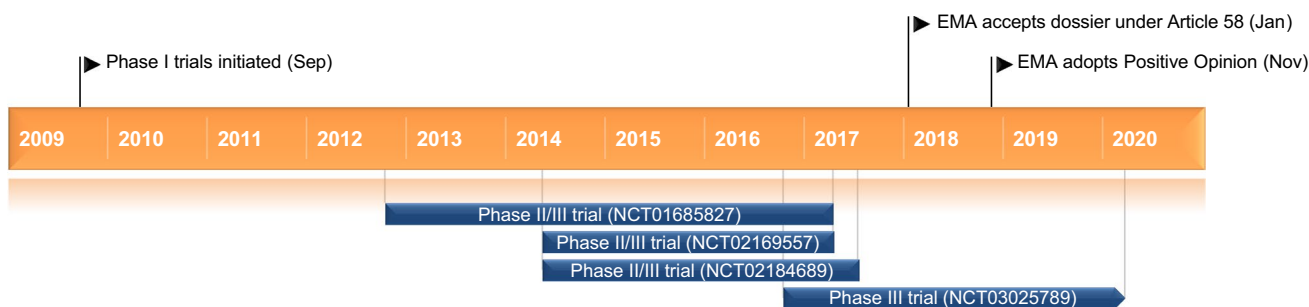 EMA accepts dossier under Article 58 (Jan)
Phase I trials initiated (Sep)
EMA adopts Positive Opinion (Nov)
2009 2010 2011 2012 2013 2014 2015 2016 2017 2018 2019 2020
Phase II/III trial (NCT01685827)
Phase II/III trial (NCT02169557)
Phase II/III trial (NCT02184689)
Phase III trial (NCT03025789)